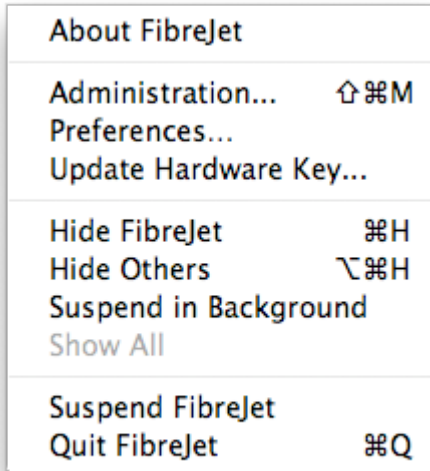 About FibreJet
Administration... ⇧⌘M
Preferences...
Update Hardware Key...
Hide FibreJet ⌘H
Hide Others ⌥⌘H
Suspend in Background
Show All
Suspend FibreJet
Quit FibreJet ⌘Q